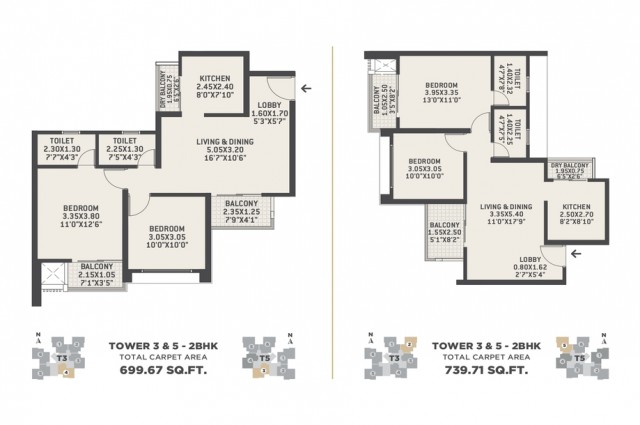 KITCHEN
2.45X2.40
8'0"X7'10"
DRY BALCONY
1.95X0.75
LOBBY
1.60X1.70
5'3"X5'7"
TOILET
2.30X1.30
7'7"X4'3"
TOILET
2.25X1.30
7'5"X4'3"
LIVING & DINING
5.05X3.20
16'7"X10'6"
BEDROOM
3.35X3.80
11'0"X12'6"
BEDROOM
3.05X3.05
10'0"X10'0"
BALCONY
2.35X1.25
7'9"X4'1"
BALCONY
2.15X1.05
7'1"X3'5"
N
T3
4
TOWER 3 & 5 - 2BHK
TOTAL CARPET AREA
699.67 SQ.FT.
N
T5
BEDROOM
3.95X3.35
13'0"X11'0"
TOILET
1.40X2.32
4'7"X7'8"
BALCONY
1.05X2.50
3'5"X8'2"
TOILET
1.40X2.25
4'7"X7'5"
BEDROOM
3.05X3.05
10'0"X10'0"
DRY BALCONY
1.95X0.75
LIVING & DINING
3.35X5.40
11'0"X17'9"
KITCHEN
2.50X2.70
8'2"X8'10"
BALCONY
1.55X2.50
5'1"X8'2"
LOBBY
0.80X1.62
2'7"X5'4"
N
T3
2
TOWER 3 & 5 - 2BHK
TOTAL CARPET AREA
739.71 SQ.FT.
N
T5